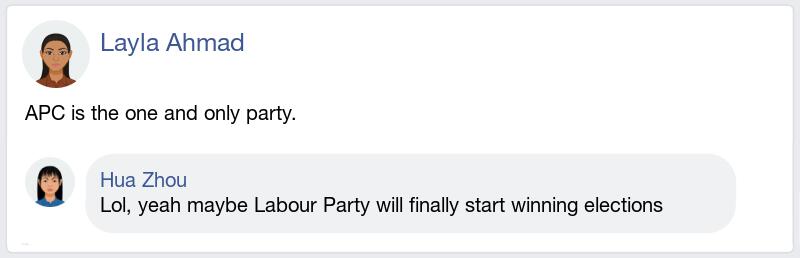 Layla Ahmad
APC is the one and only party.
Hua Zhou
Lol, yeah maybe Labour Party will finally start winning elections